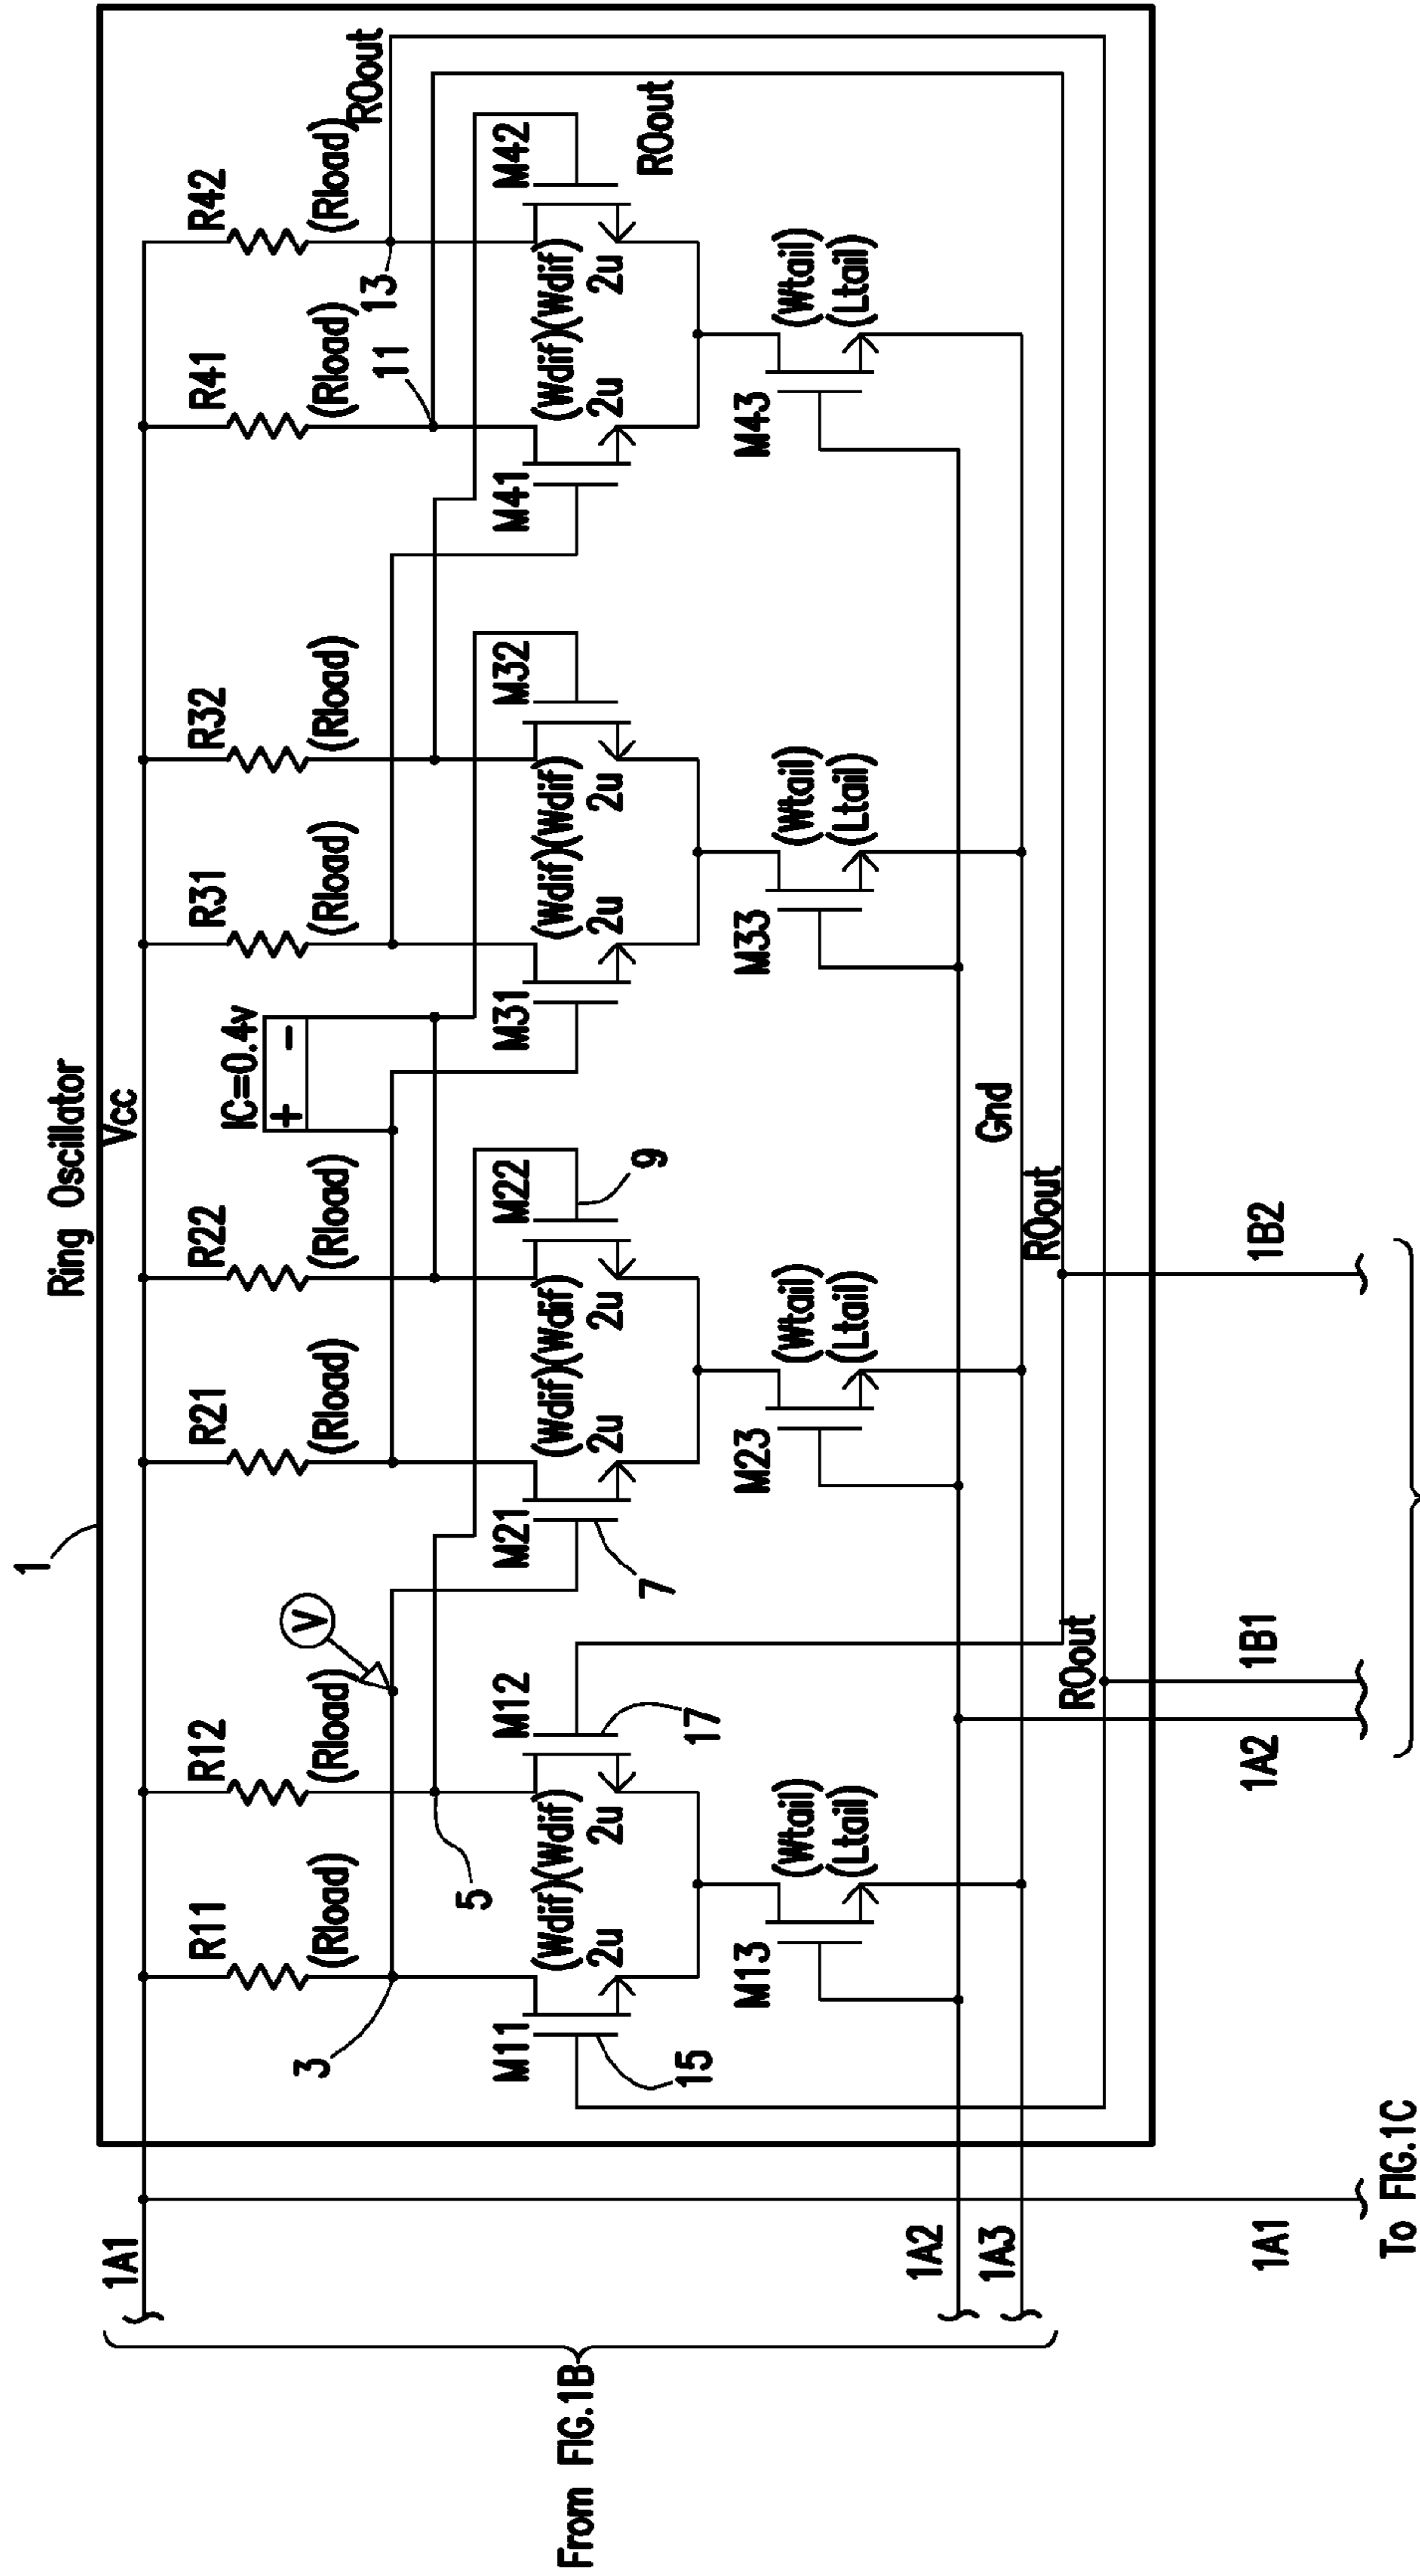 Ring Oscillator
1
1A1
Vcc
R11
R12
R21
R22
IC=0.4v
+ -
R31
R32
R41
R42
(Rload)
(Rload)
(Rload)
(Rload)
(Rload)
(Rload)
(Rload)
(Rload)
ROout
V
3
5
11
13
M11
M12
M21
M22
M31
M32
M41
M42
(Wdif)(Wdif)
(Wdif)(Wdif)
(Wdif)(Wdif)
(Wdif)(Wdif)
2u
2u
2u
2u
2u
2u
2u
2u
From FIG.1B
15
17
7
9
ROout
M13
(Wtail)
(Ltail)
M23
(Wtail)
(Ltail)
M33
(Wtail)
(Ltail)
M43
(Wtail)
(Ltail)
1A2
1A3
Gnd
ROout
ROout
1A1
1A2
1B1
1B2
To FIG.1C